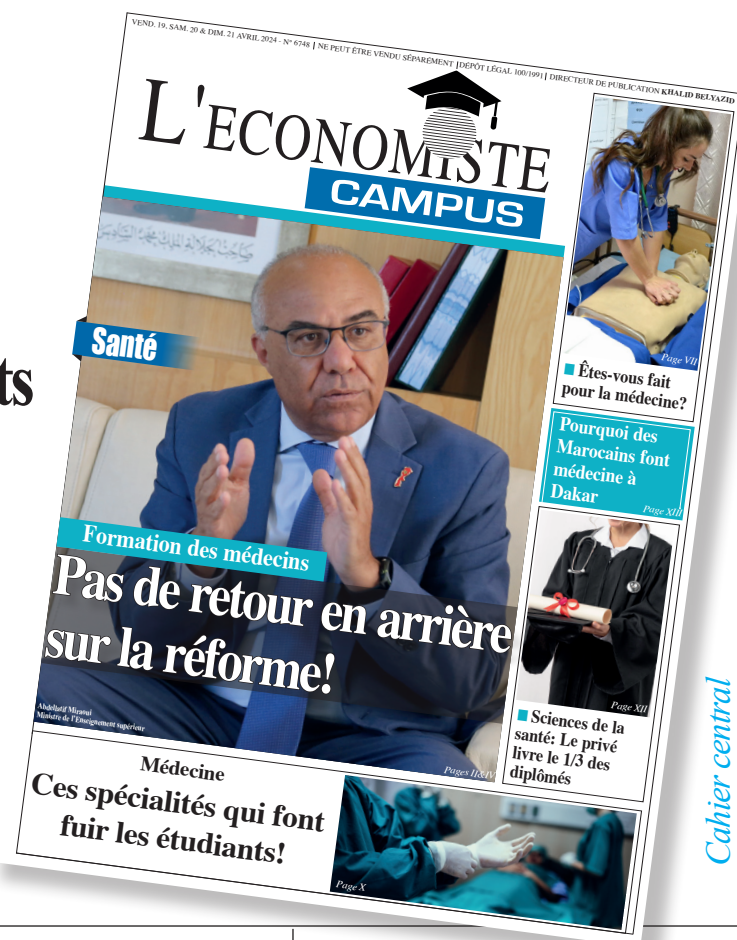 VEND. 19, SAM. 20 & DIM. 21 AVRIL 2024 - N° 6748 | NE PEUT ÊTRE VENDU SÉPARÉMENT | DÉPÔT LÉGAL 100/1991 | DIRECTEUR DE PUBLICATION KHALID BELYAZID
L'ECONOMISTE
CAMPUS
Santé
ts
Formation des médecins
Pas de retour en arrière
sur la réforme!
Abdellatif Miraoui
Ministre de l'Enseignement supérieur
Pages II&IV
Page VII
Êtes-vous fait
pour la médecine?
Pourquoi des
Marocains font
médecine à
Dakar
Page XIII
Page XII
Sciences de la
santé: Le privé
livre le 1/3 des
diplômés
Médecine
Ces spécialités qui font
fuir les étudiants!
Page X
Cahier central